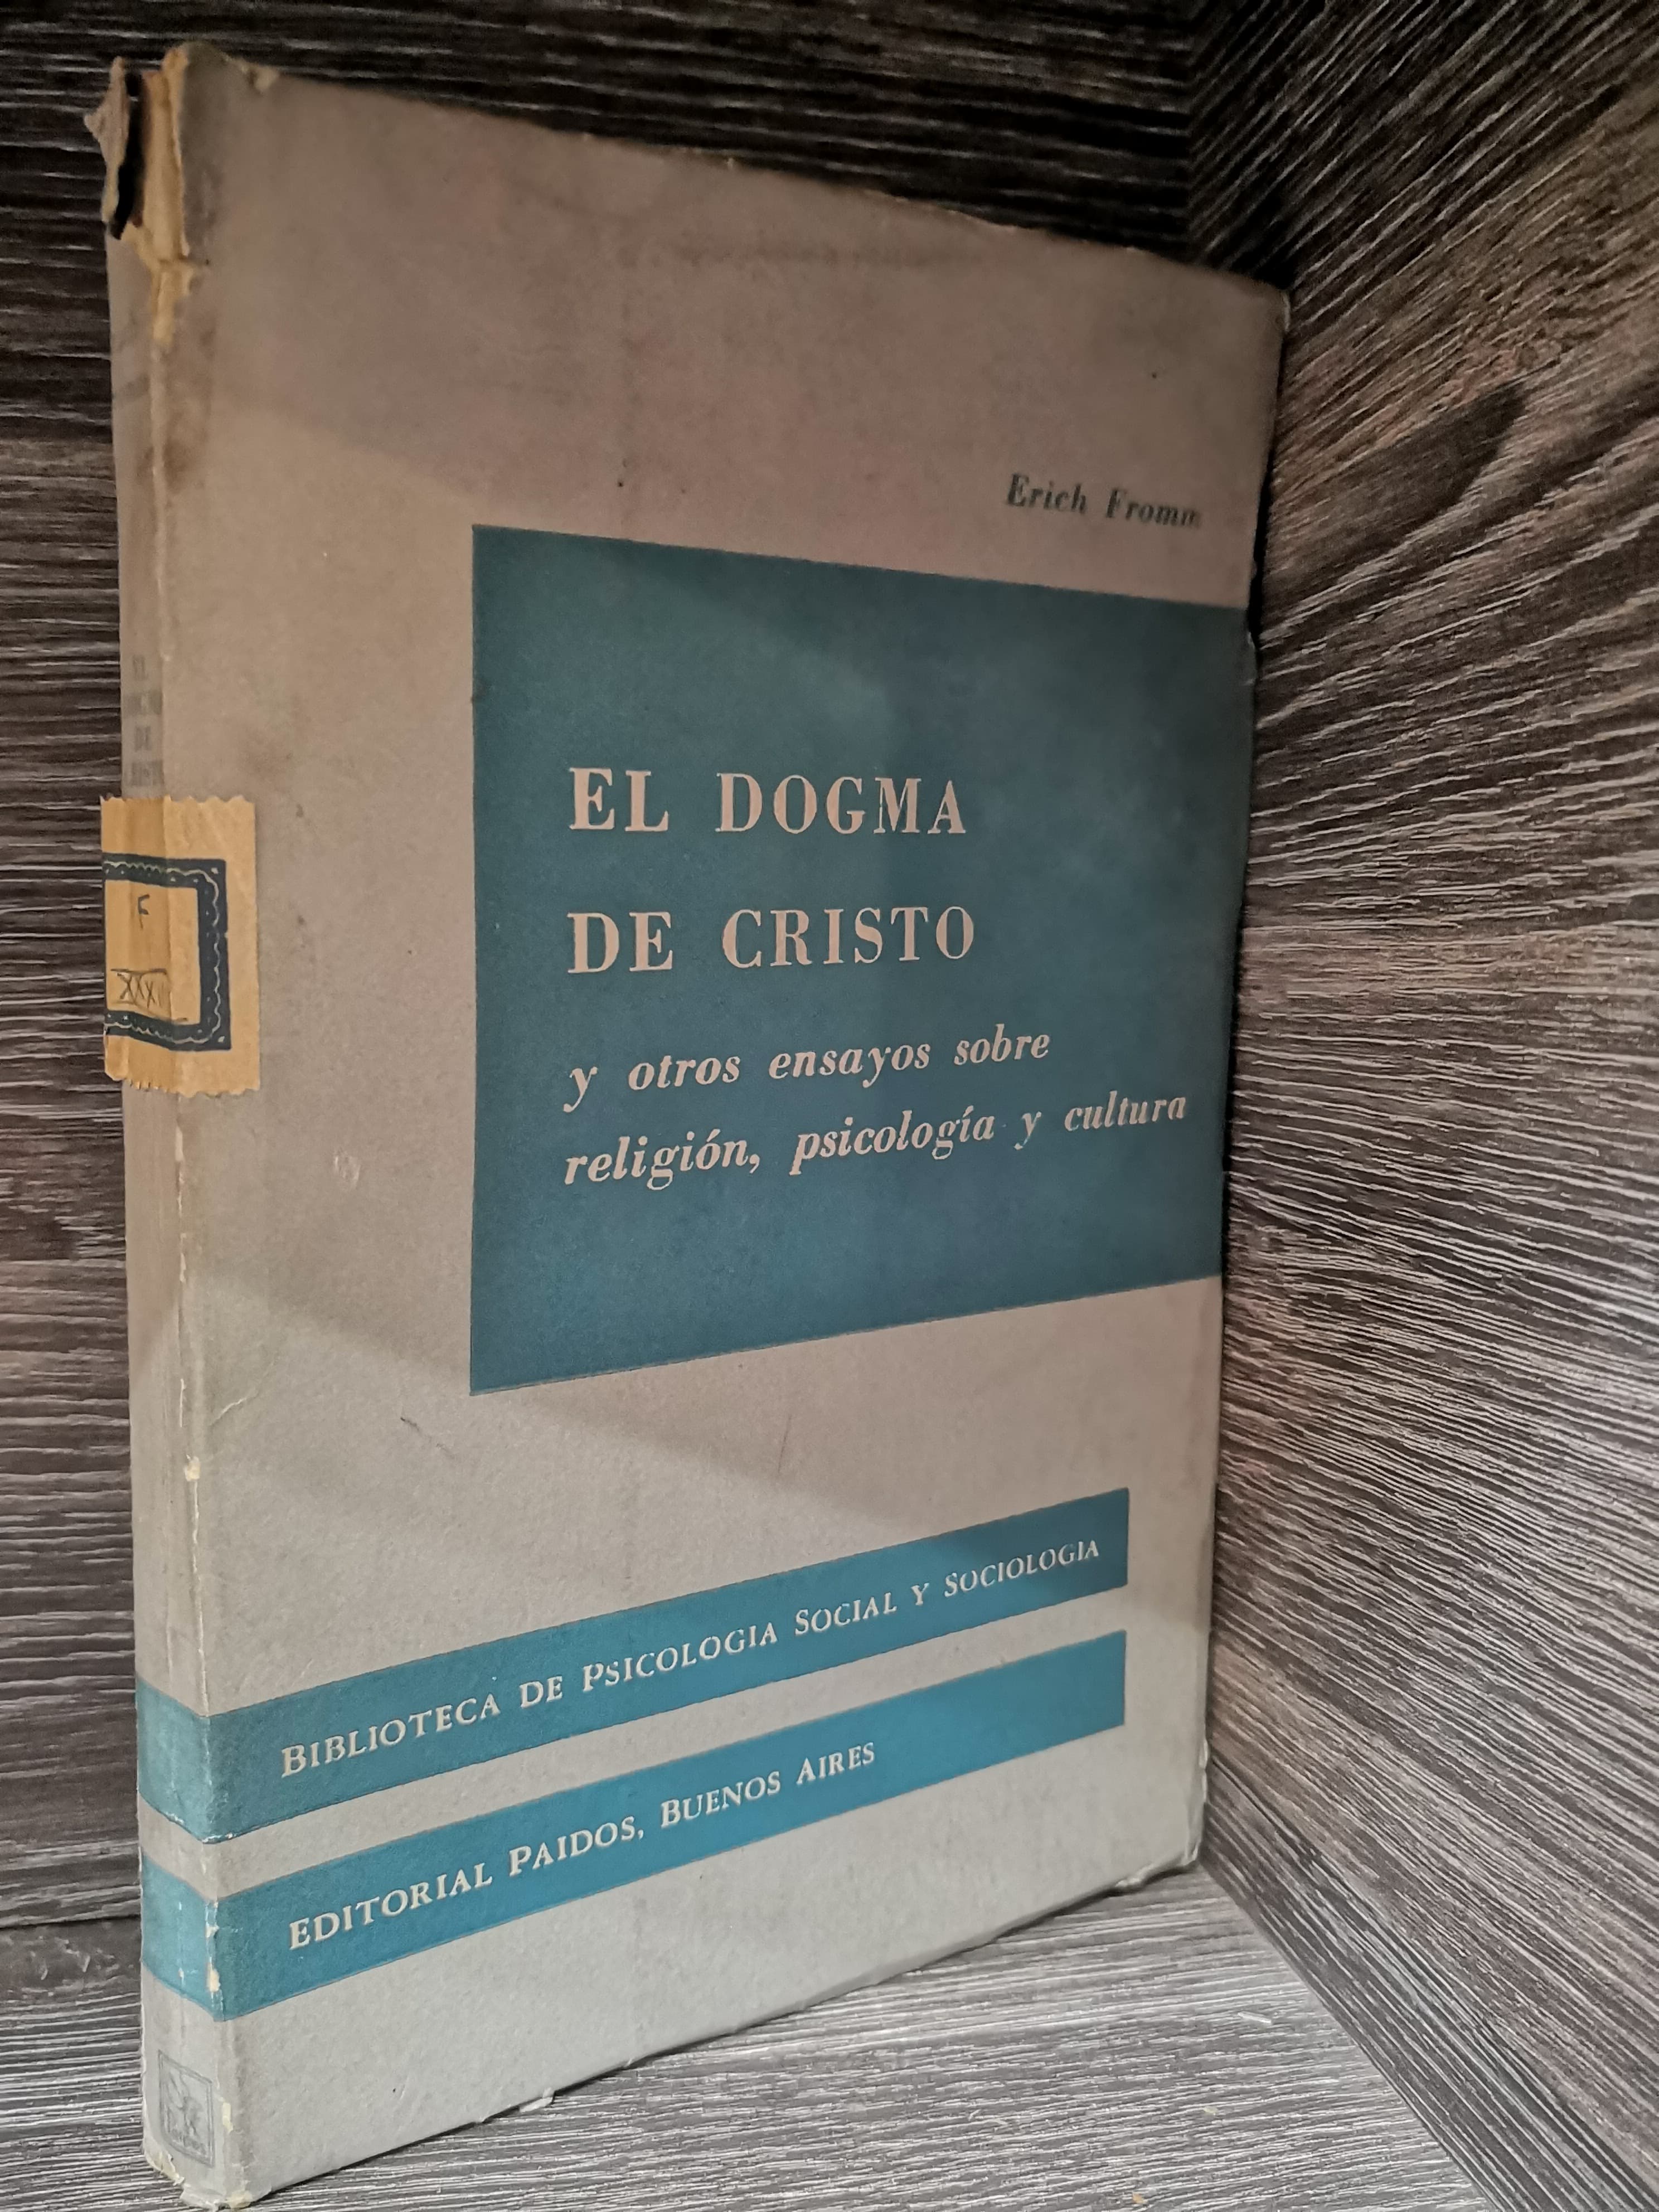 Erich Fromm
EL DOGMA
DE CRISTO
y otros ensayos sobre
religión, psicología y cultura
BIBLIOTECA DE PSICOLOGIA SOCIAL Y SOCIOLOGIA
EDITORIAL PAIDOS, BUENOS AIRES
DE
F